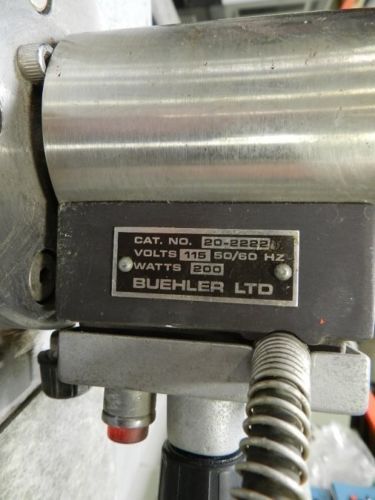 CAT. NO. 20-2222
VOLTS 115 50/60 HZ
WATTS 200
BUEHLER LTD